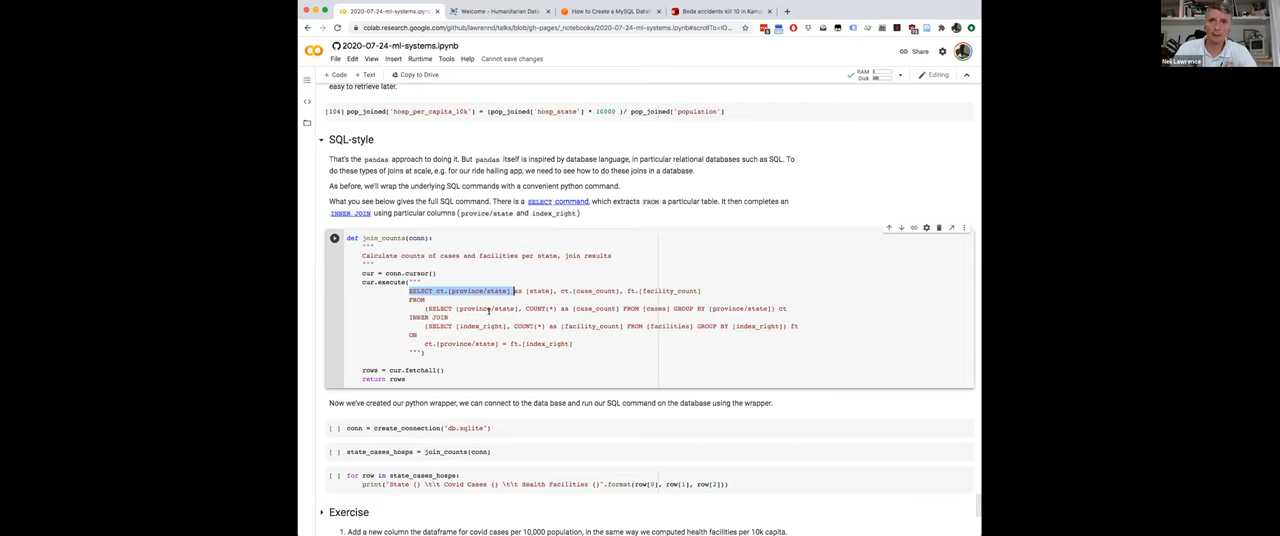 2020-07-24-ml-systems.ipynb
Welcome - Humanitarian Data
How to Create a MySQL Datab
Boda accidents kill 10 in Kam
colab.research.google.com/github/lawrennd/talks/blob/gh-pages/_notebooks/2020-07-24-ml-systems.ipynb#scrollTo=
2020-07-24-ml-systems.ipynb
File Edit View Insert Runtime Tools Help Cannot save changes
Share
+ Code + Text Copy to Drive
RAM
Disk
Editing
easy to retrieve later.
[104] pop_joined['hosp_per_capita_10k'] = (pop_joined['hosp_state'] * 10000 )/ pop_joined['population']
SQL-style
That's the pandas approach to doing it. But pandas itself is inspired by database language, in particular relational databases such as SQL. To
do these types of joins at scale, e.g. for our ride hailing app, we need to see how to do these joins in a database.
As before, we'll wrap the underlying SQL commands with a convenient python command.
What you see below gives the full SQL command. There is a SELECT command, which extracts FROM a particular table. It then completes an
INNER JOIN using particular columns (provice/state and index_right)
def join_counts(conn):
"""
Calculate counts of cases and facilities per state, join results
"""
cur = conn.cursor()
cur.execute("""
SELECT ct.[province/state] as [state], ct.[case_count], ft.[facility_count]
FROM
(SELECT [province/state], COUNT(*) as [case_count] FROM [cases] GROUP BY [province/state]) ct
INNER JOIN
(SELECT [index_right], COUNT(*) as [facility_count] FROM [facilities] GROUP BY [index_right]) ft
ON
ct.[province/state] = ft.[index_right]
""")
rows = cur.fetchall()
return rows
Now we've created our python wrapper, we can connect to the data base and run our SQL command on the database using the wrapper.
[ ] conn = create_connection("db.sqlite")
[ ] state_cases_hosps = join_counts(conn)
[ ] for row in state_cases_hosps:
print("State {} \t\t Covid Cases {} \t\t Health Facilities {}".format(row[0], row[1], row[2]))
Exercise
1. Add a new column the dataframe for covid cases per 10,000 population, in the same way we computed health facilities per 10k capita.
Neil Lawrence